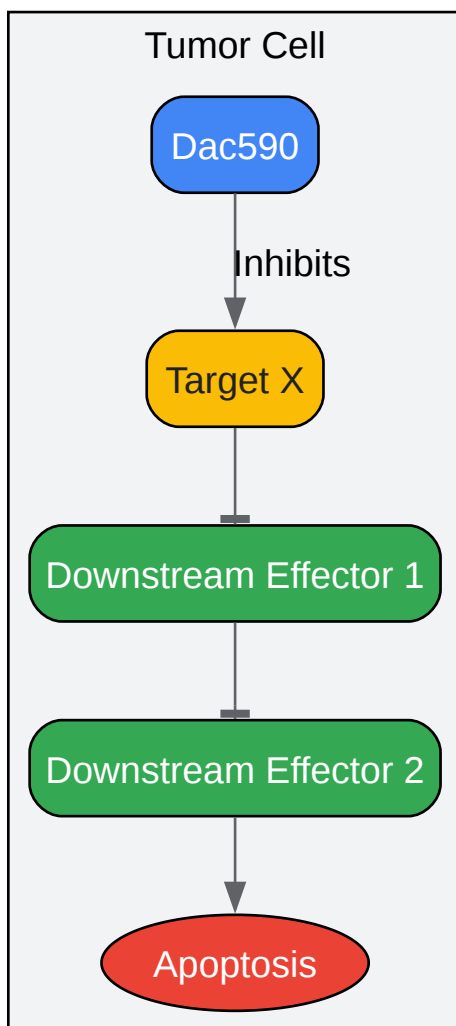 Tumor Cell
Dac590
Inhibits
Target X
Downstream Effector 1
Downstream Effector 2
Apoptosis